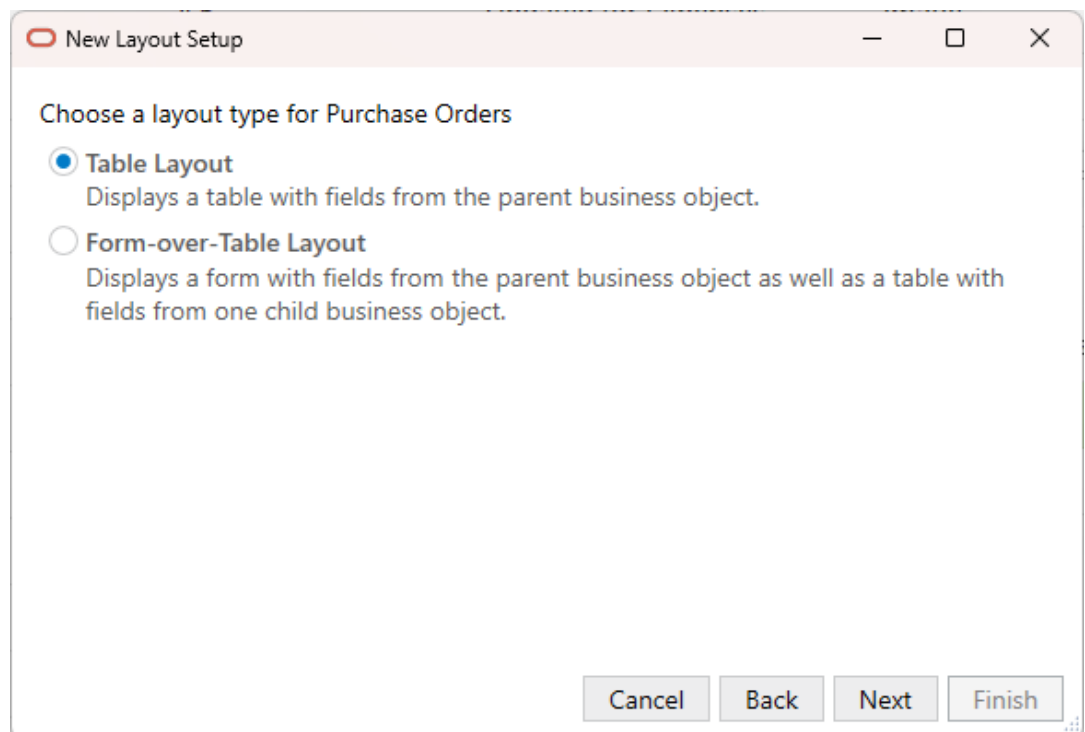 New Layout Setup
Choose a layout type for Purchase Orders
Table Layout
Displays a table with fields from the parent business object.
Form-over-Table Layout
Displays a form with fields from the parent business object as well as a table with
fields from one child business object.
Cancel Back Next Finish